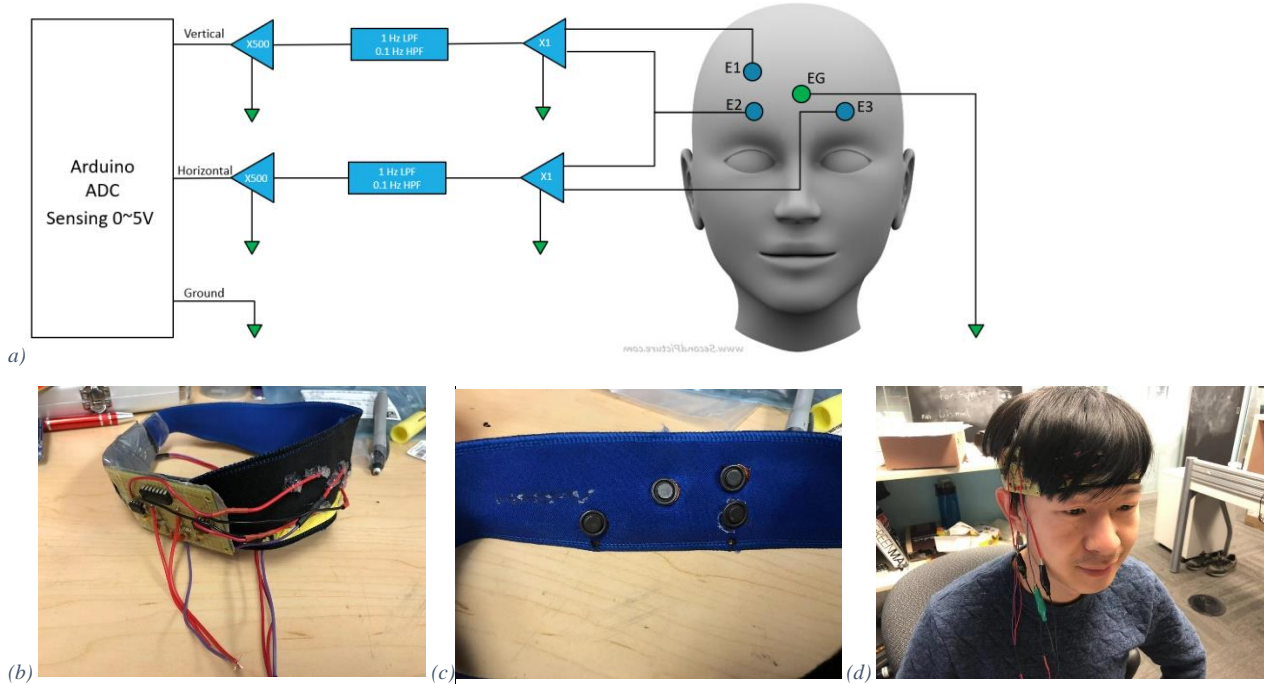 Vertical
X500
1 Hz LPF
0.1 Hz HPF
X1
E1
EG
E2
E3
Arduino
ADC
Sensing 0~5V
Horizontal
X500
1 Hz LPF
0.1 Hz HPF
X1
Ground
www.SecondPicture.com
a)
(b)
(c)
(d)